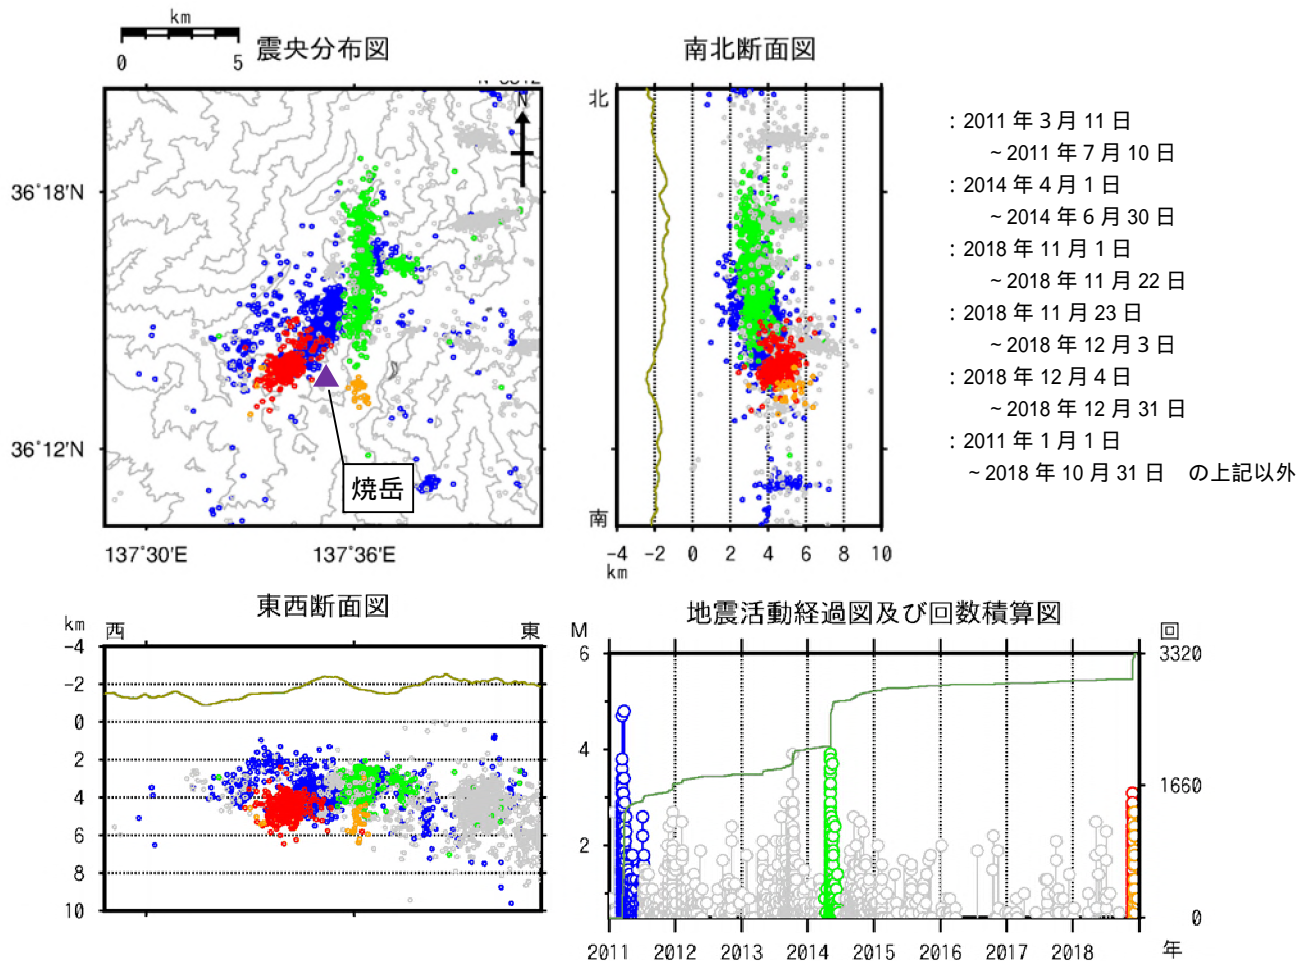 km
0 5
震央分布図
N
36°18'N
36°12'N
137°30'E 137°36'E
焼岳
南北断面図
北
南
-4 -2 0 2 4 6 8 10
km
: 2011 年 3 月 11 日
~ 2011 年 7 月 10 日
: 2014 年 4 月 1 日
~ 2014 年 6 月 30 日
: 2018 年 11 月 1 日
~ 2018 年 11 月 22 日
: 2018 年 11 月 23 日
~ 2018 年 12 月 3 日
: 2018 年 12 月 4 日
~ 2018 年 12 月 31 日
: 2011 年 1 月 1 日
~ 2018 年 10 月 31 日 の上記以外
東西断面図
km 西 東
-4
-2
0
2
4
6
8
10
地震活動経過図及び回数積算図
M 回
6 3320
4
1660
2
0
2011 2012 2013 2014 2015 2016 2017 2018 年